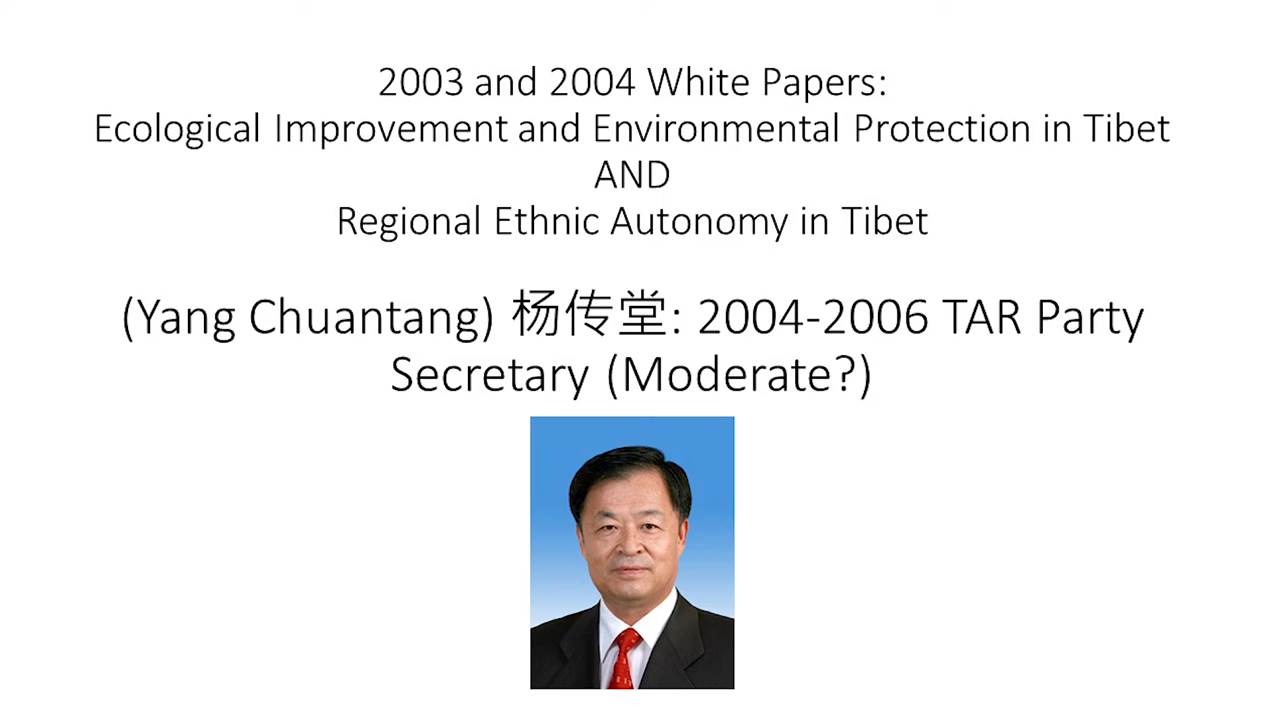 2003 and 2004 White Papers:
Ecological Improvement and Environmental Protection in Tibet
AND
Regional Ethnic Autonomy in Tibet
(Yang Chuantang) 杨传堂: 2004-2006 TAR Party
Secretary (Moderate?)